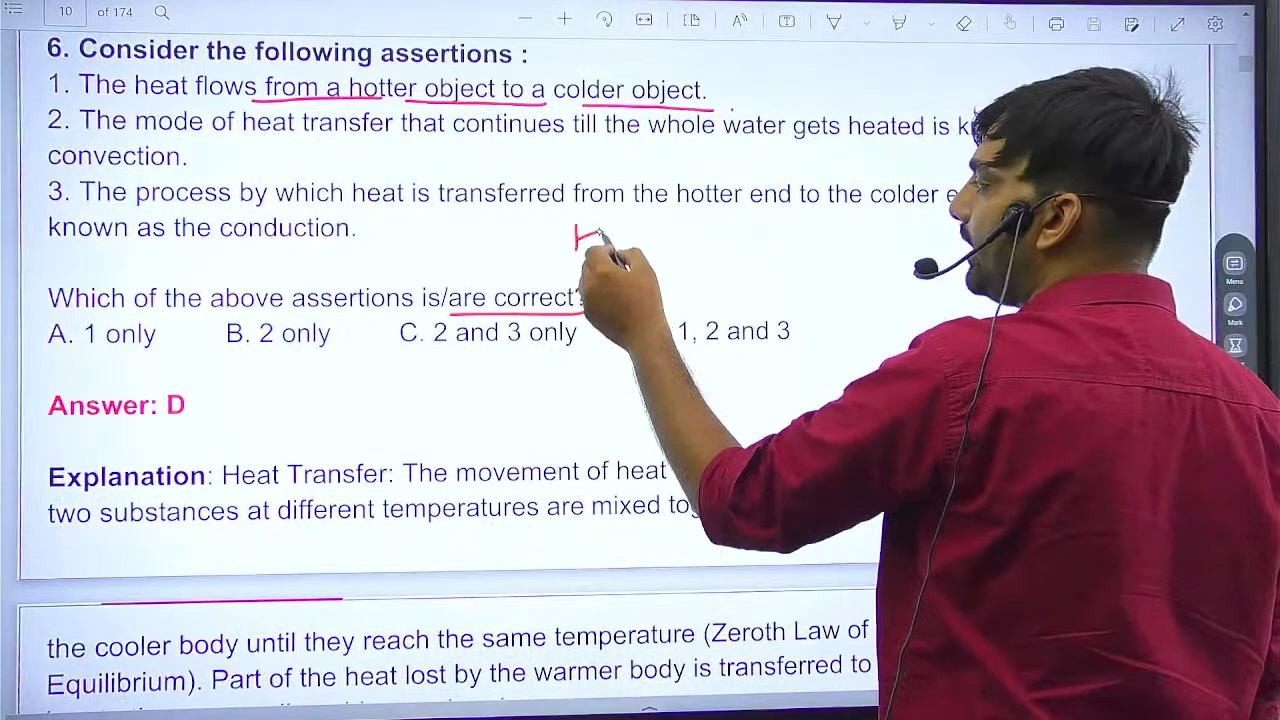 10 of 174
6. Consider the following assertions :
1. The heat flows from a hotter object to a colder object.
2. The mode of heat transfer that continues till the whole water gets heated is
convection.
3. The process by which heat is transferred from the hotter end to the colder
known as the conduction.
Which of the above assertions is/are correct?
A. 1 only B. 2 only C. 2 and 3 only 1, 2 and 3
Answer: D
Explanation: Heat Transfer: The movement of heat
two substances at different temperatures are mixed
the cooler body until they reach the same temperature (Zeroth Law of
Equilibrium). Part of the heat lost by the warmer body is transferred to
Menu
Mark